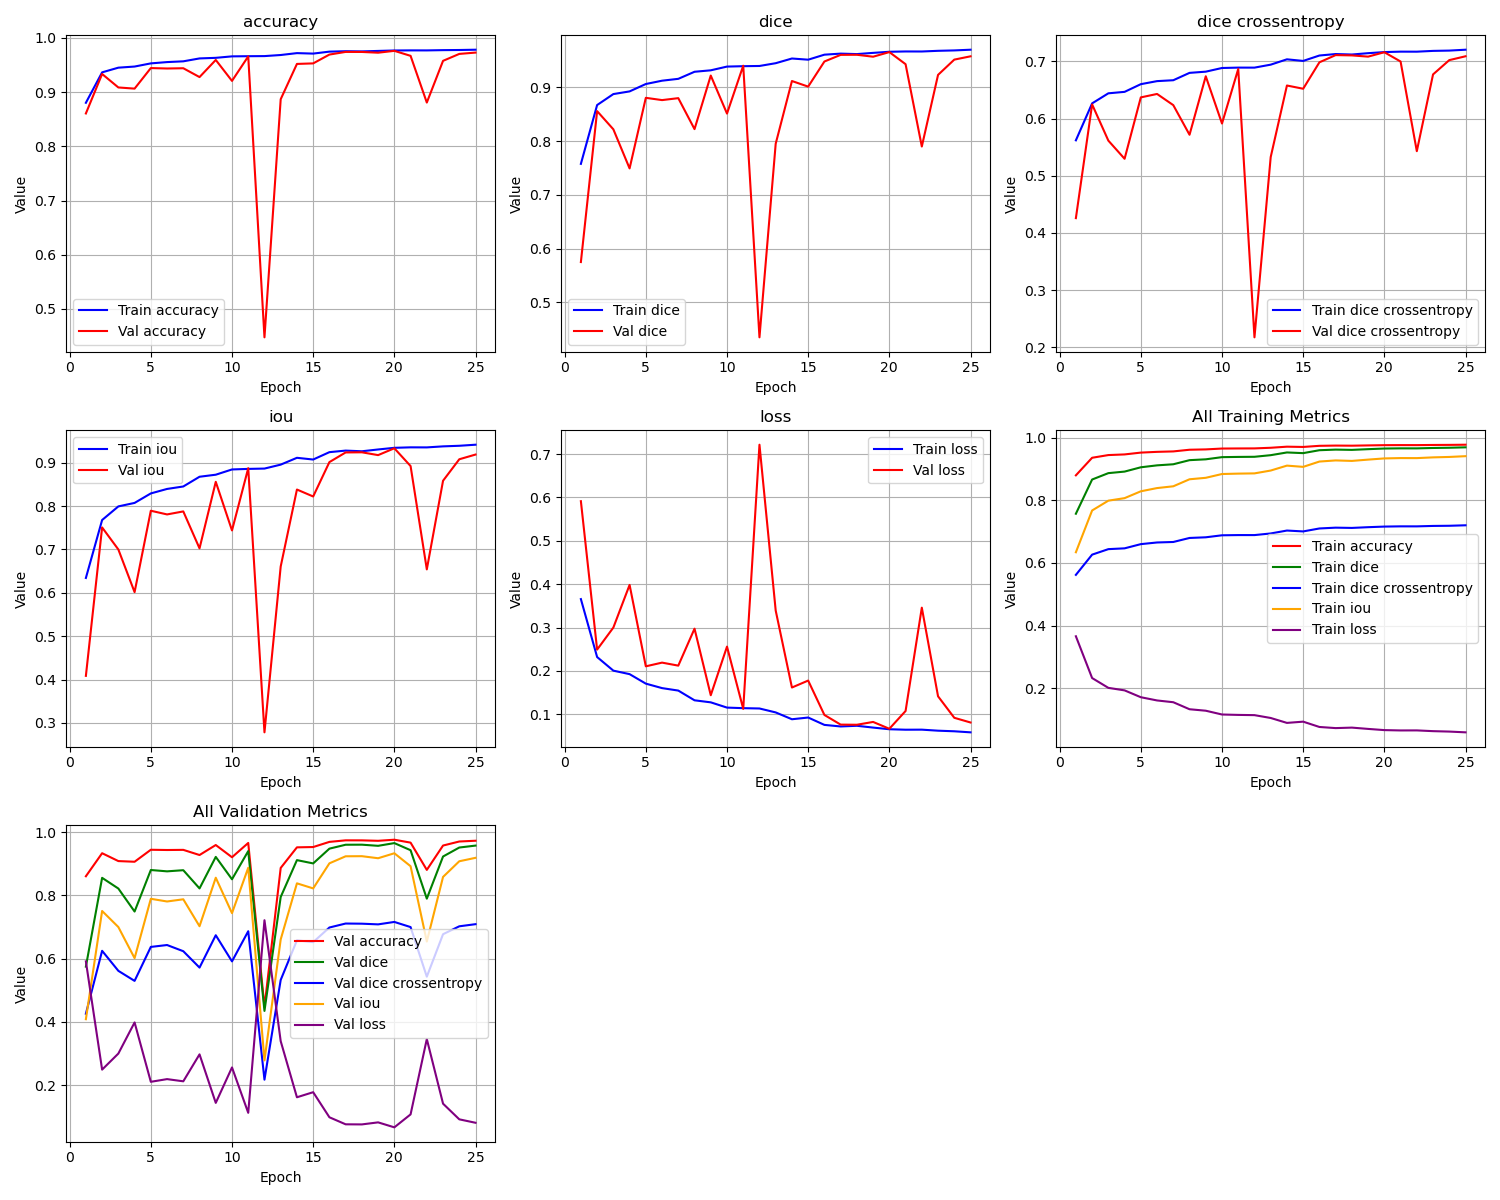 accuracy
1.0
0.9
0.8
0.7
0.6
0.5
Value
Train accuracy
Val accuracy
0 5 10 15 20 25
Epoch
dice
0.9
0.8
0.7
0.6
0.5
Value
Train dice
Val dice
0 5 10 15 20 25
Epoch
dice crossentropy
0.7
0.6
0.5
0.4
0.3
0.2
Value
Train dice crossentropy
Val dice crossentropy
0 5 10 15 20 25
Epoch
iou
0.9
0.8
0.7
0.6
0.5
0.4
0.3
Value
Train iou
Val iou
0 5 10 15 20 25
Epoch
loss
0.7
0.6
0.5
0.4
0.3
0.2
0.1
Value
Train loss
Val loss
0 5 10 15 20 25
Epoch
All Training Metrics
1.0
0.8
0.6
0.4
0.2
Value
Train accuracy
Train dice
Train dice crossentropy
Train iou
Train loss
0 5 10 15 20 25
Epoch
All Validation Metrics
1.0
0.8
0.6
0.4
0.2
Value
Val accuracy
Val dice
Val dice crossentropy
Val iou
Val loss
0 5 10 15 20 25
Epoch